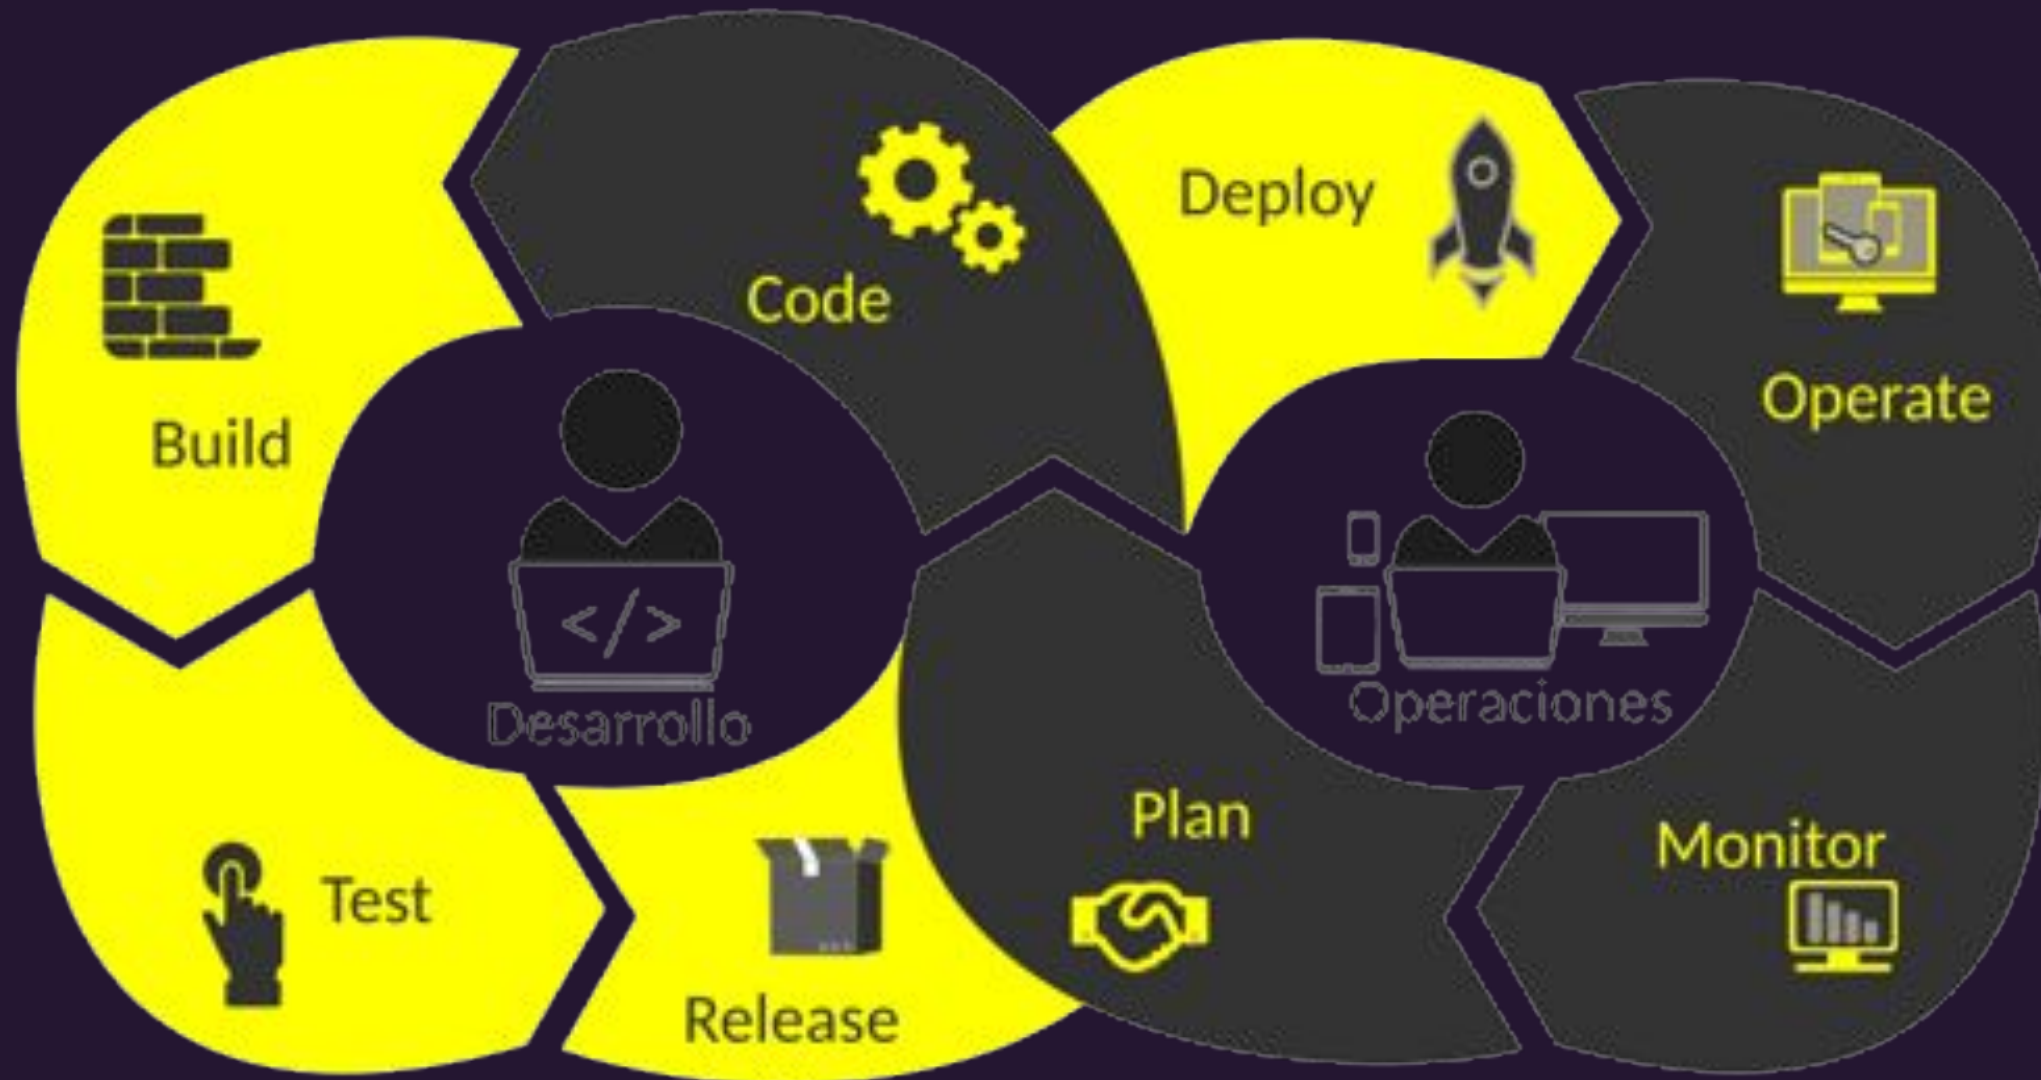 Code
Deploy
Operate
Build
</>
Desarrollo
Operaciones
Plan
Monitor
Test
Release